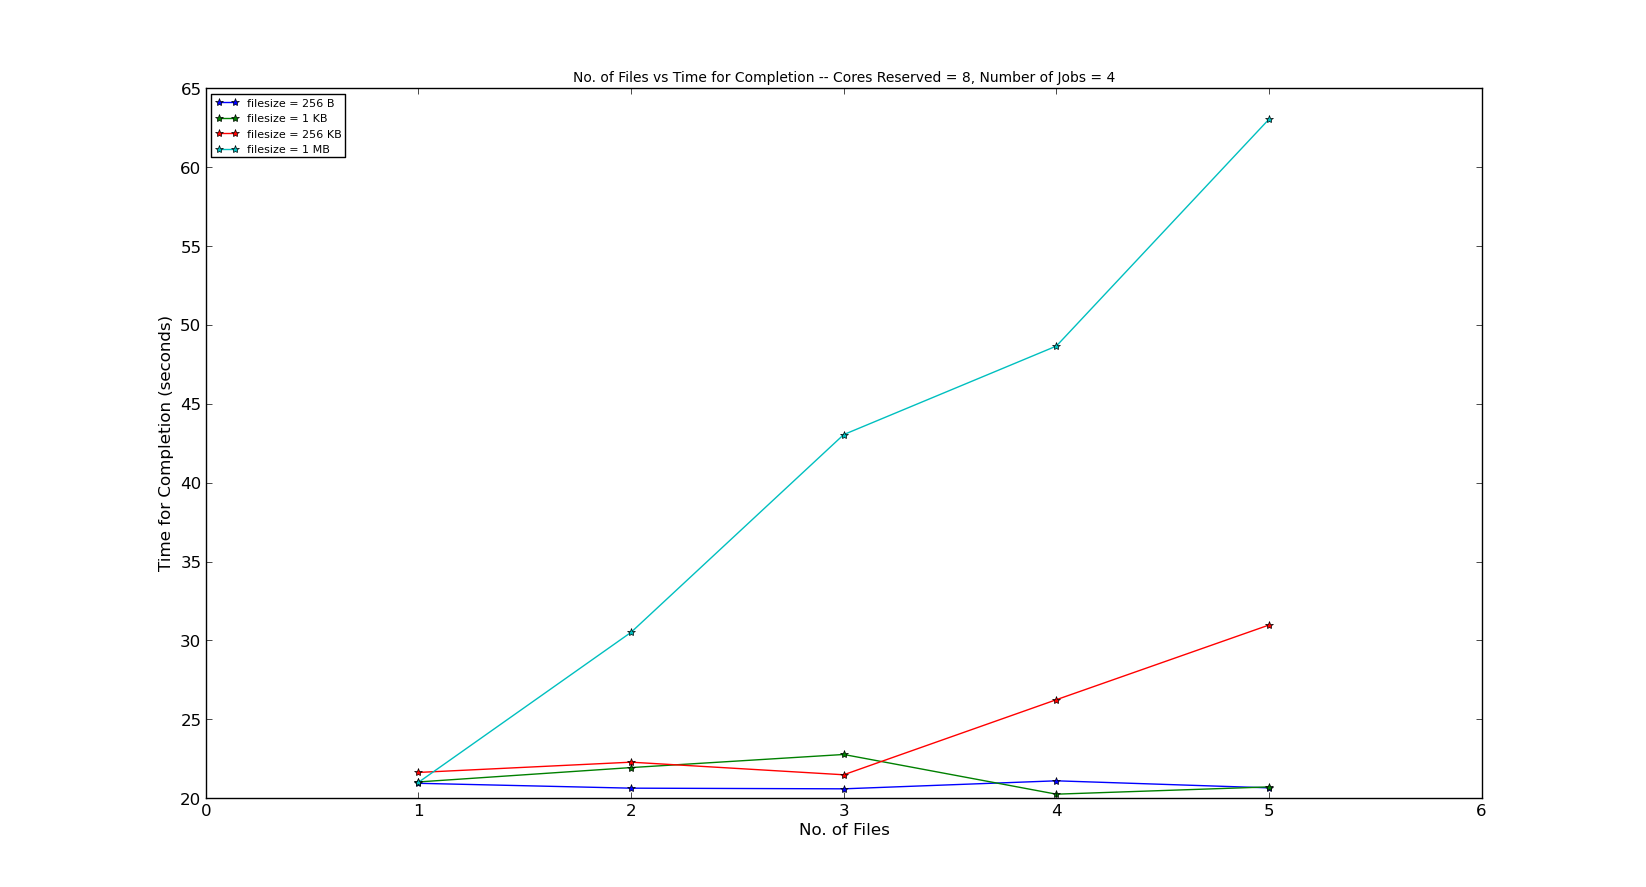 No. of Files vs Time for Completion -- Cores Reserved = 8, Number of Jobs = 4
filesize = 256 B
filesize = 1 KB
filesize = 256 KB
filesize = 1 MB
Time for Completion (seconds)
65
60
55
50
45
40
35
30
25
20
0 1 2 3 4 5 6
No. of Files